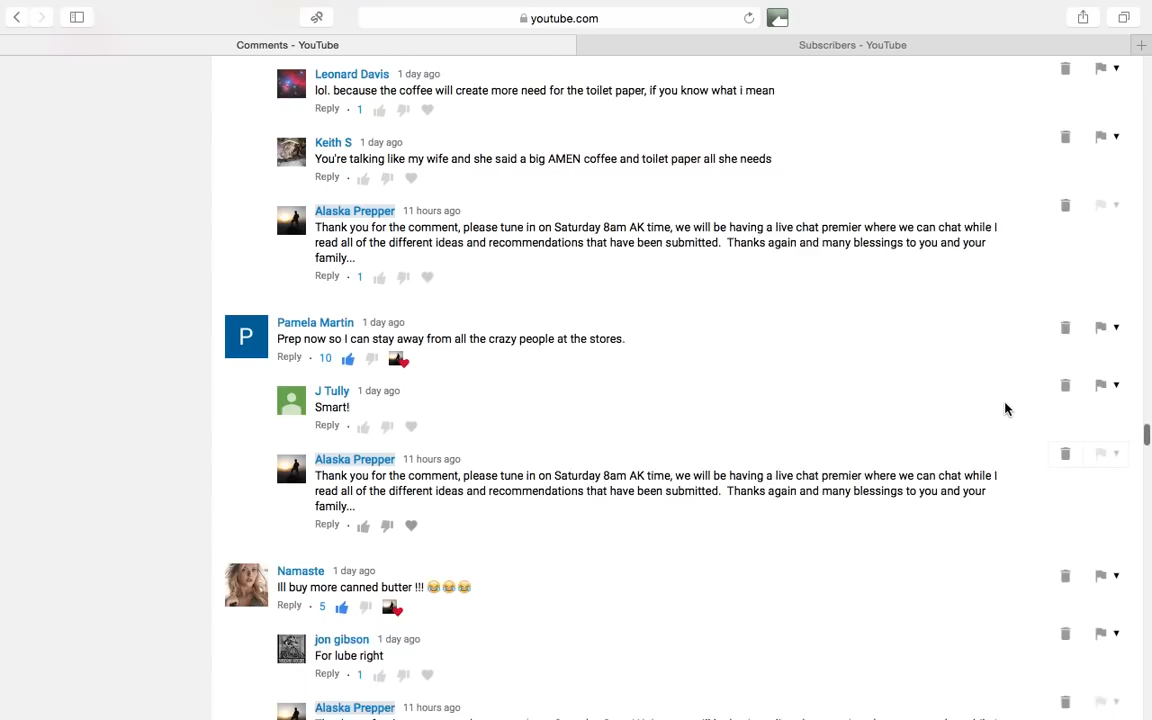 youtube.com
Comments - YouTube
Subscribers - YouTube
Leonard Davis 1 day ago
lol. because the coffee will create more need for the toilet paper, if you know what i mean
Reply · 1
Keith S 1 day ago
You're talking like my wife and she said a big AMEN coffee and toilet paper all she needs
Reply ·
Alaska Prepper 11 hours ago
Thank you for the comment, please tune in on Saturday 8am AK time, we will be having a live chat premier where we can chat while I
read all of the different ideas and recommendations that have been submitted. Thanks again and many blessings to you and your
family...
Reply · 1
P
Pamela Martin 1 day ago
Prep now so I can stay away from all the crazy people at the stores.
Reply · 10
J Tully 1 day ago
Smart!
Reply ·
Alaska Prepper 11 hours ago
Thank you for the comment, please tune in on Saturday 8am AK time, we will be having a live chat premier where we can chat while I
read all of the different ideas and recommendations that have been submitted. Thanks again and many blessings to you and your
family...
Reply ·
Namaste 1 day ago
Ill buy more canned butter !!! 😂😂😂
Reply · 5
jon gibson 1 day ago
For lube right
Reply · 1
Alaska Prepper 11 hours ago